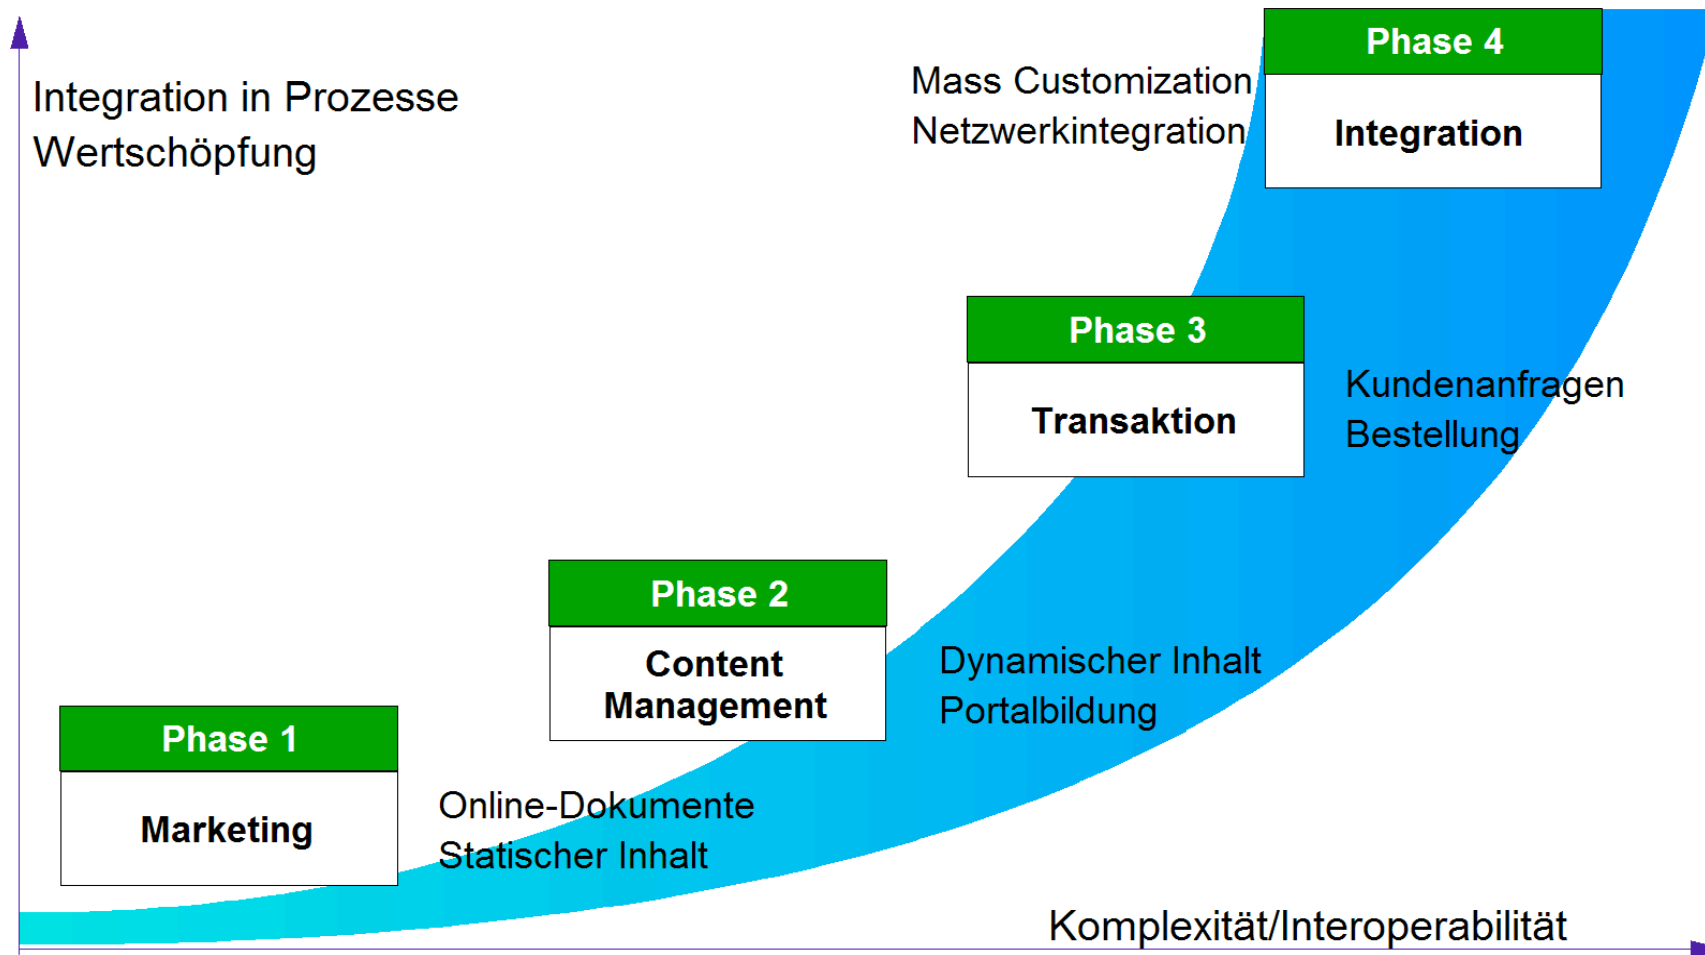 Integration in Prozesse
Wertschöpfung
Mass Customization
Netzwerkintegration
Phase 4
Integration
Phase 3
Transaktion
Kundenanfragen
Bestellung
Phase 2
Content
Management
Dynamischer Inhalt
Portalbildung
Phase 1
Marketing
Online-Dokumente
Statischer Inhalt
Komplexität/Interoperabilität